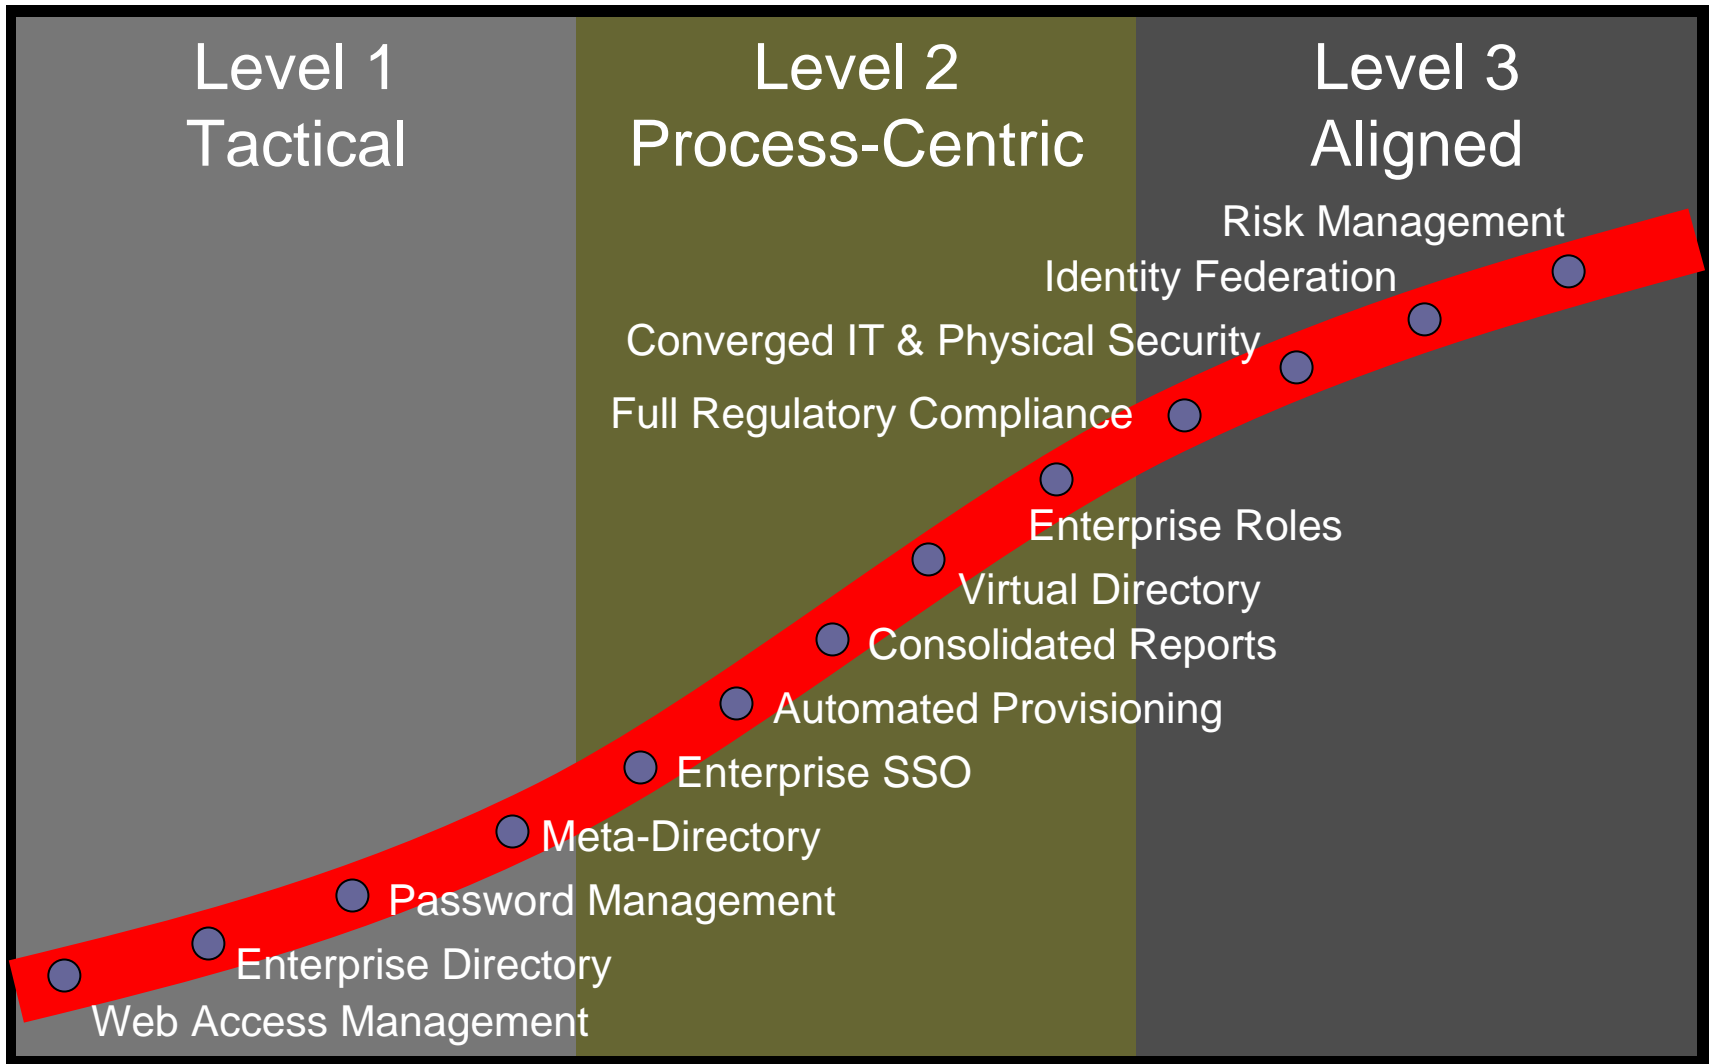 Level 1
Tactical
Level 2
Process-Centric
Level 3
Aligned
Risk Management
Identity Federation
Converged IT & Physical Security
Full Regulatory Compliance
Enterprise Roles
Virtual Directory
Consolidated Reports
Automated Provisioning
Enterprise SSO
Meta-Directory
Password Management
Enterprise Directory
Web Access Management